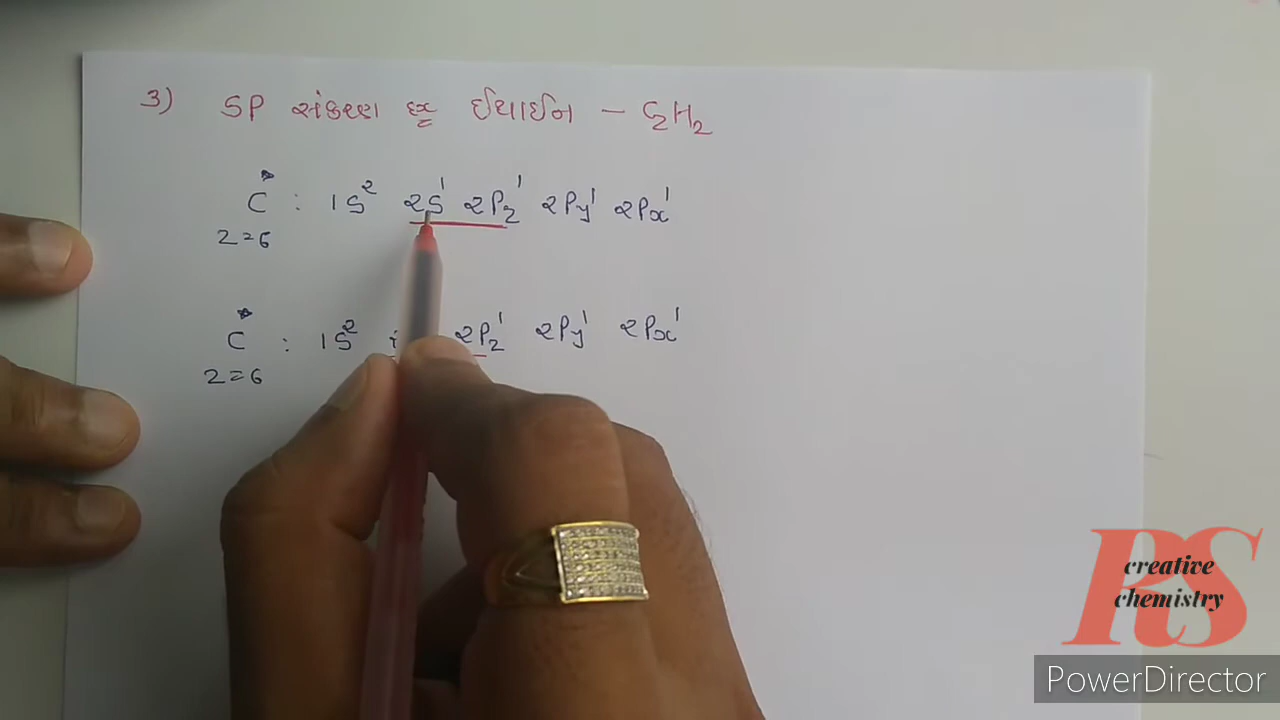 3) SP સંકરણ દા.ત. ઈથાઈન – C₂H₂
C* : 1S² 2S¹ 2Pz¹ 2Py¹ 2Px¹
Z=6
C* : 1S² 2Pz¹ 2Py¹ 2Px¹
Z=6
RS
creative
chemistry
PowerDirector